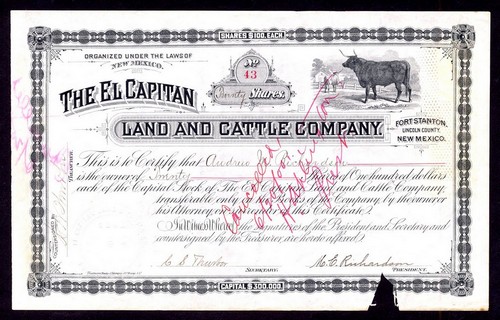 SHARES $100. EACH.
ORGANIZED UNDER THE LAWS OF
NEW MEXICO.
No
43
Twenty Shares.
THE EL CAPITAN
LAND AND CATTLE COMPANY.
FORT STANTON,
LINCOLN COUNTY,
NEW MEXICO.
This is to Certify that Andrew
is the owner of Twenty Shares of One hundred dollars
each of the Capital Stock of The El Capitan Land and Cattle Company,
transferable only on the Books of the Company by the owner or
his Attorney, on surrender of this Certificate.
In Witness Whereof the Signatures of the President and Secretary and
countersigned by the Treasurer, are hereto affixed.
Cancelled
SECRETARY.
M. C. Richardson
PRESIDENT.
CAPITAL $300,000.